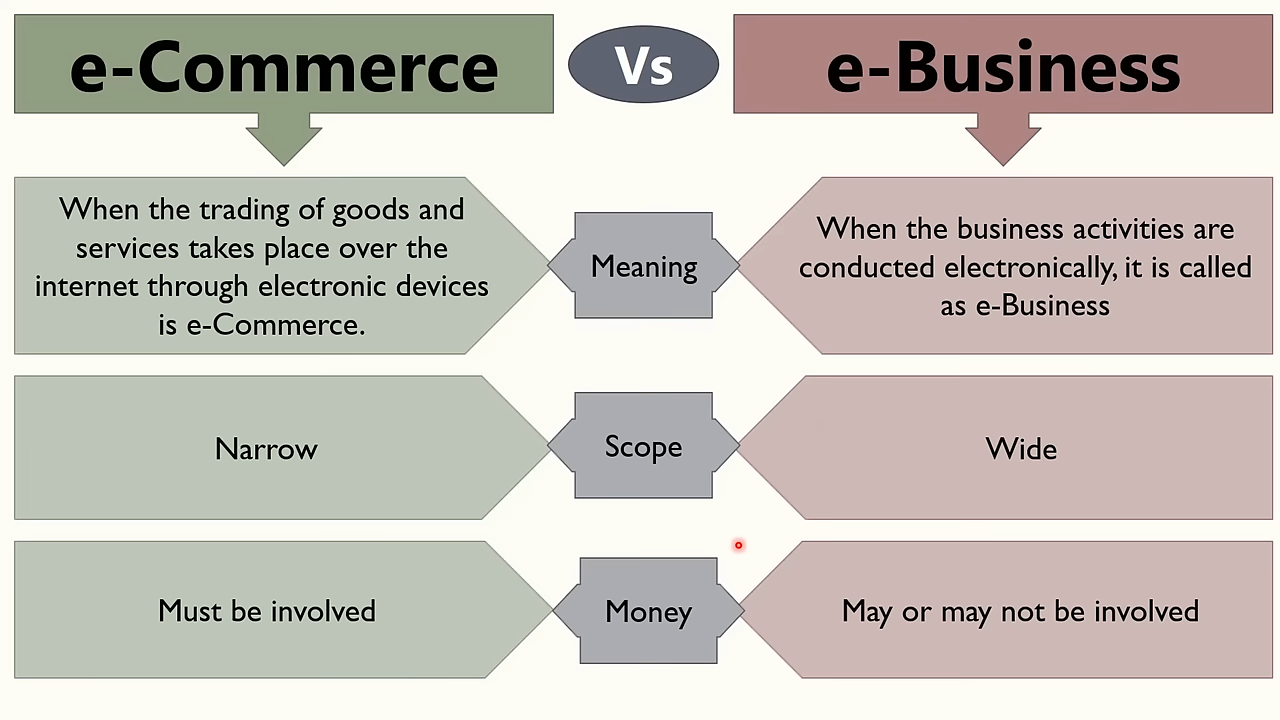 e-Commerce
Vs
e-Business
When the trading of goods and
services takes place over the
internet through electronic devices
is e-Commerce.
Meaning
When the business activities are
conducted electronically, it is called
as e-Business
Narrow
Scope
Wide
Must be involved
Money
May or may not be involved